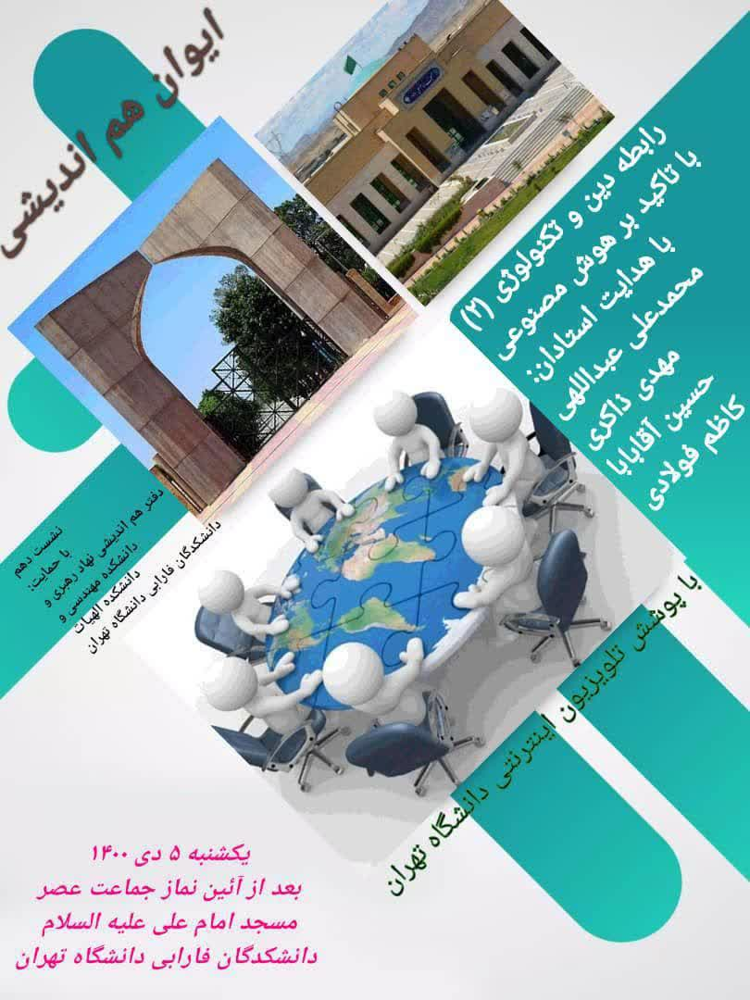 ایوان هم اندیشی
رابطه دین و تکنولوژی (۲)
با تاکید بر هوش مصنوعی
با هدایت استادان:
محمدعلی عبداللهی
مهدی ذاکری
حسین آقابابا
کاظم فولادی
نشست دهم
با حمایت:
دفتر هم اندیشی نهاد رهبری و
دانشکده مهندسی و
دانشکده الهیات
دانشکدگان فارابی دانشگاه تهران
با پوشش تلویزیون اینترنتی دانشگاه تهران
یکشنبه ۵ دی ۱۴۰۰
بعد از آئین نماز جماعت عصر
مسجد امام علی علیه السلام
دانشکدگان فارابی دانشگاه تهران